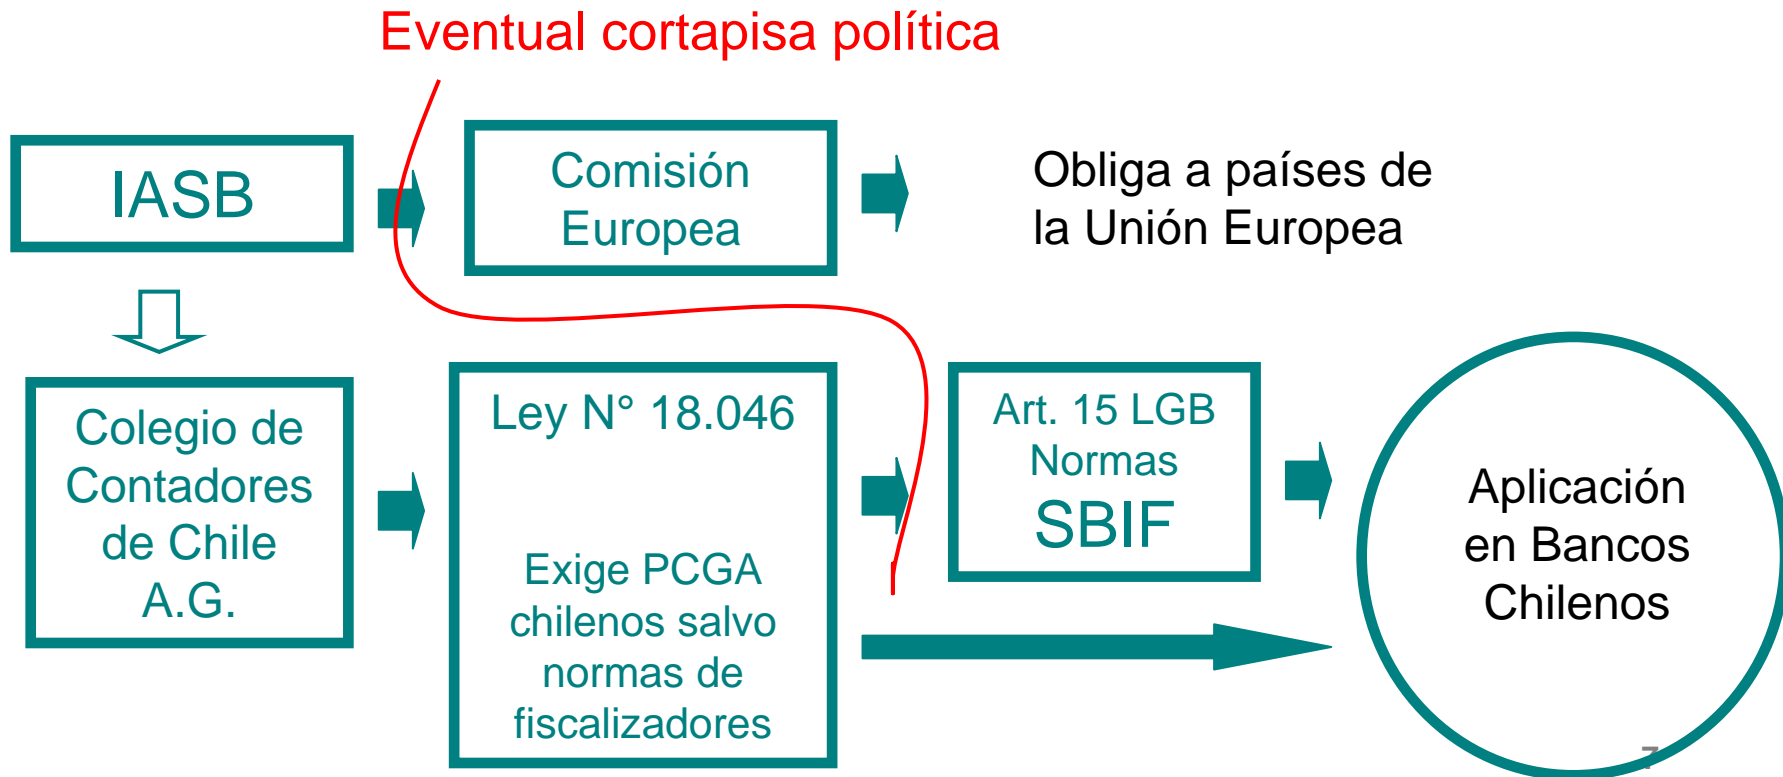 Eventual cortapisa política
IASB
Comisión
Europea
Obliga a países de
la Unión Europea
Colegio de
Contadores
de Chile
A.G.
Ley N° 18.046
Exige PCGA
chilenos salvo
normas de
fiscalizadores
Art. 15 LGB
Normas
SBIF
Aplicación
en Bancos
Chilenos
7